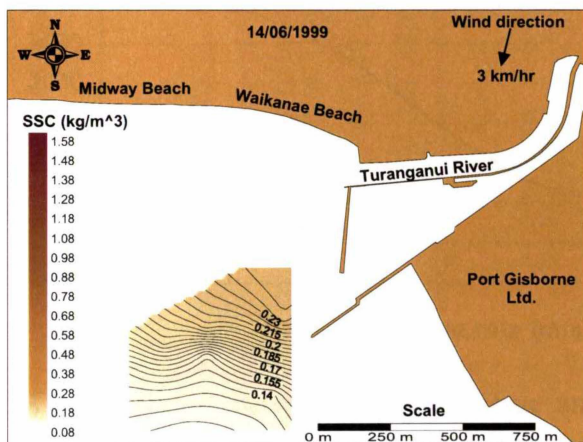 14/06/1999
Wind direction
3 km/hr
N
W E
S
Midway Beach
Waikanae Beach
SSC (kg/m^3)
1.58
1.48
1.38
1.28
1.18
1.08
0.98
0.88
0.78
0.68
0.58
0.48
0.38
0.28
0.18
0.08
Turanganui River
Port Gisborne
Ltd.
0.23
0.215
0.2
0.185
0.17
0.155
0.14
Scale
0 m 250 m 500 m 750 m